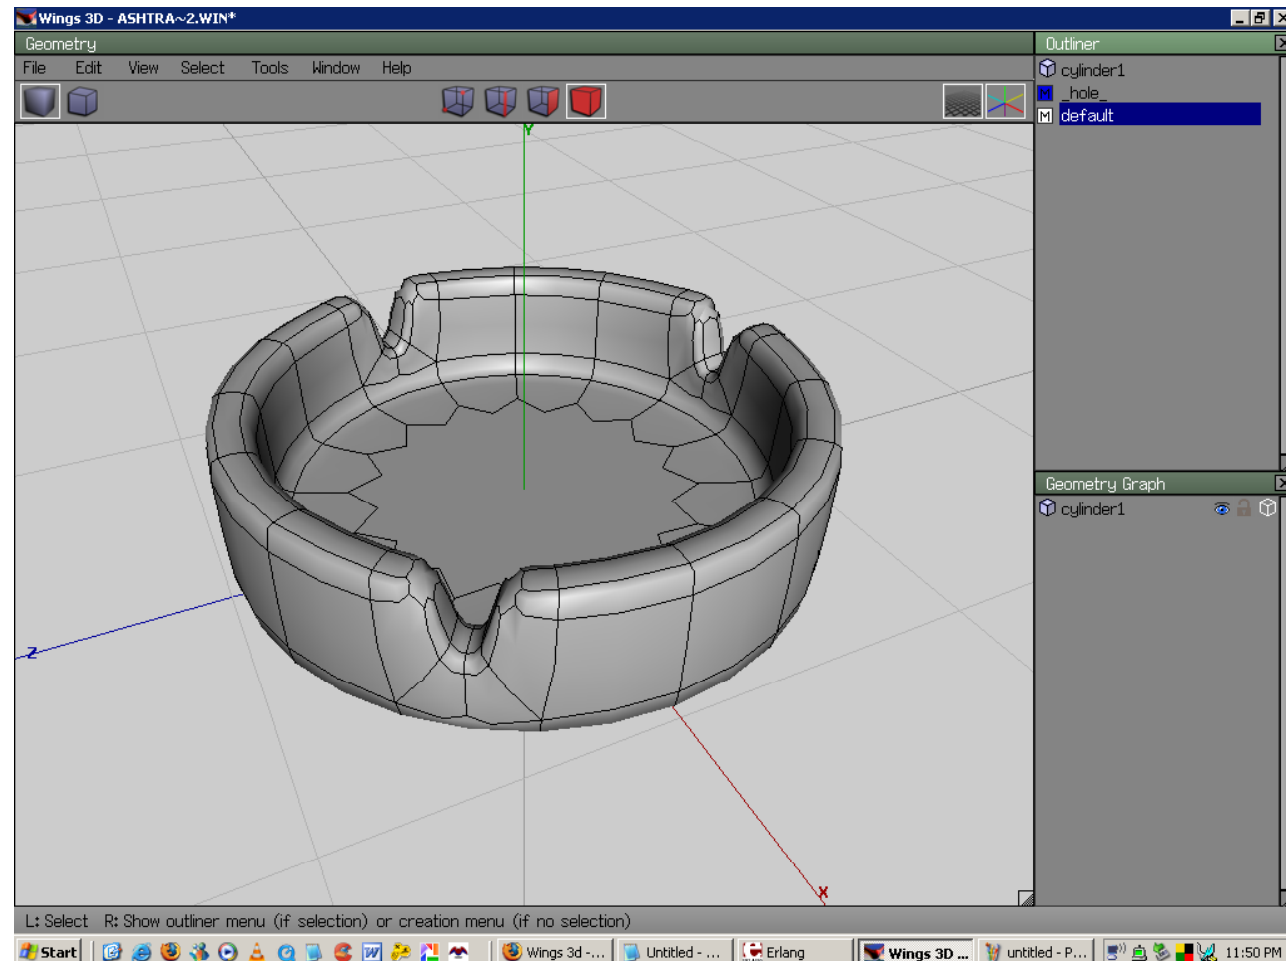 Wings 3D - ASHTRA~2.WIN*
Geometry
File Edit View Select Tools Window Help
Y
Z
X
Outliner
cylinder1
M _hole_
M default
Geometry Graph
cylinder1
L: Select R: Show outliner menu (if selection) or creation menu (if no selection)
Start Wings 3d -... Untitled - ... Erlang Wings 3D ... untitled - P... 11:50 PM